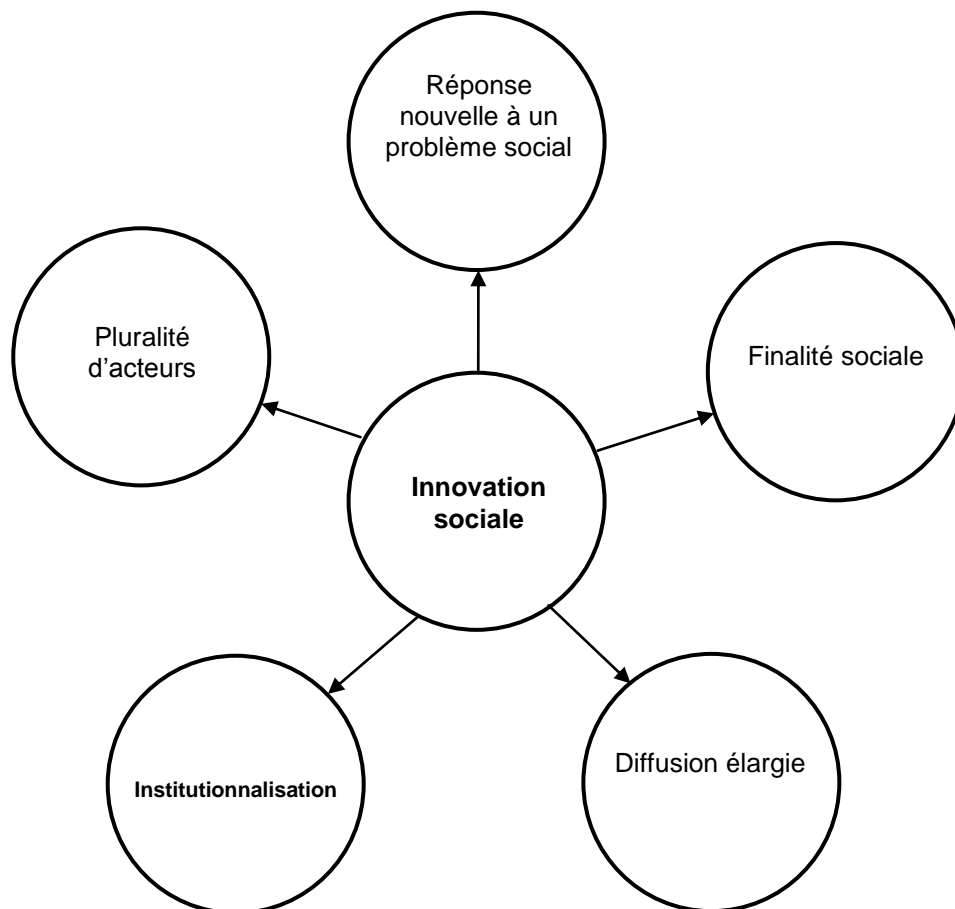 Réponse
nouvelle à un
problème social
Pluralité
d’acteurs
Finalité sociale
Innovation
sociale
Institutionnalisation
Diffusion élargie